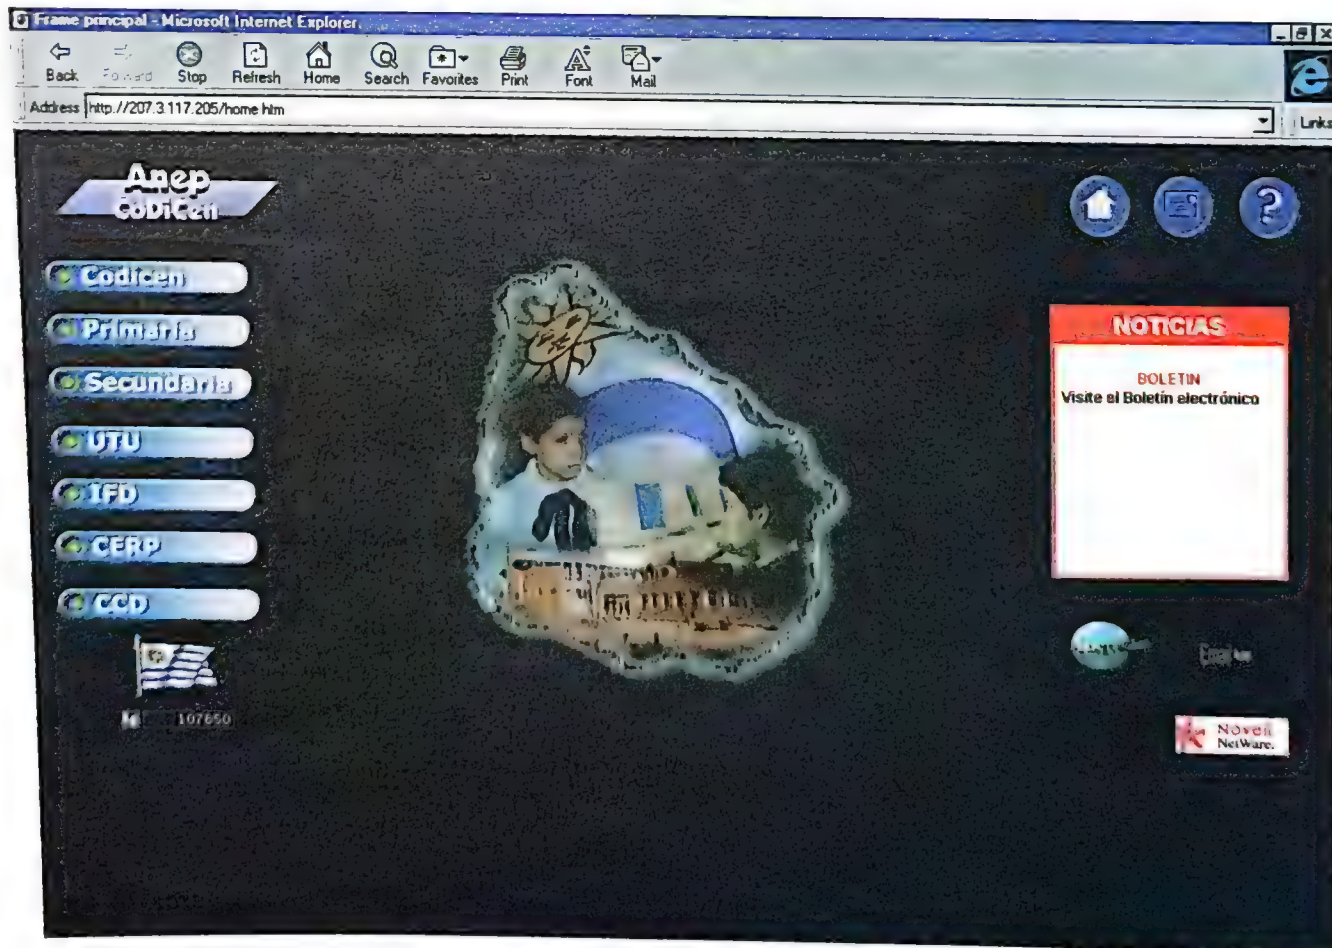 Frame principal - Microsoft Internet Explorer
Back
Forward
Stop
Refresh
Home
Search
Favorites
Print
Font
Mail
Address http://207.3.117.205/home.htm
Links
Anep
CoDiCen
Codicen
Primaria
Secundaria
UTU
IFD
CERP
CCD
107650
NOTICIAS
BOLETIN
Visite el Boletín electrónico
Novell
NetWare.